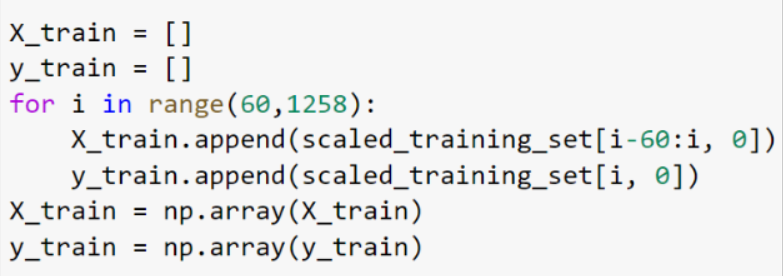 X_train = []
y_train = []
for i in range(60,1258):
    X_train.append(scaled_training_set[i-60:i, 0])
    y_train.append(scaled_training_set[i, 0])
X_train = np.array(X_train)
y_train = np.array(y_train)